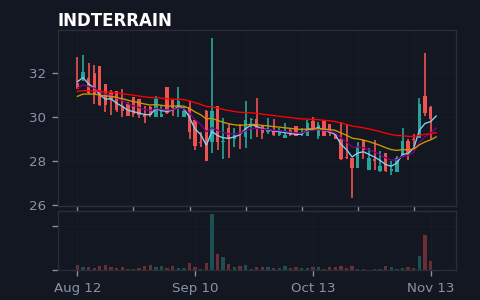 INDTERRAIN
32
30
28
26
Aug 12
Sep 10
Oct 13
Nov 13